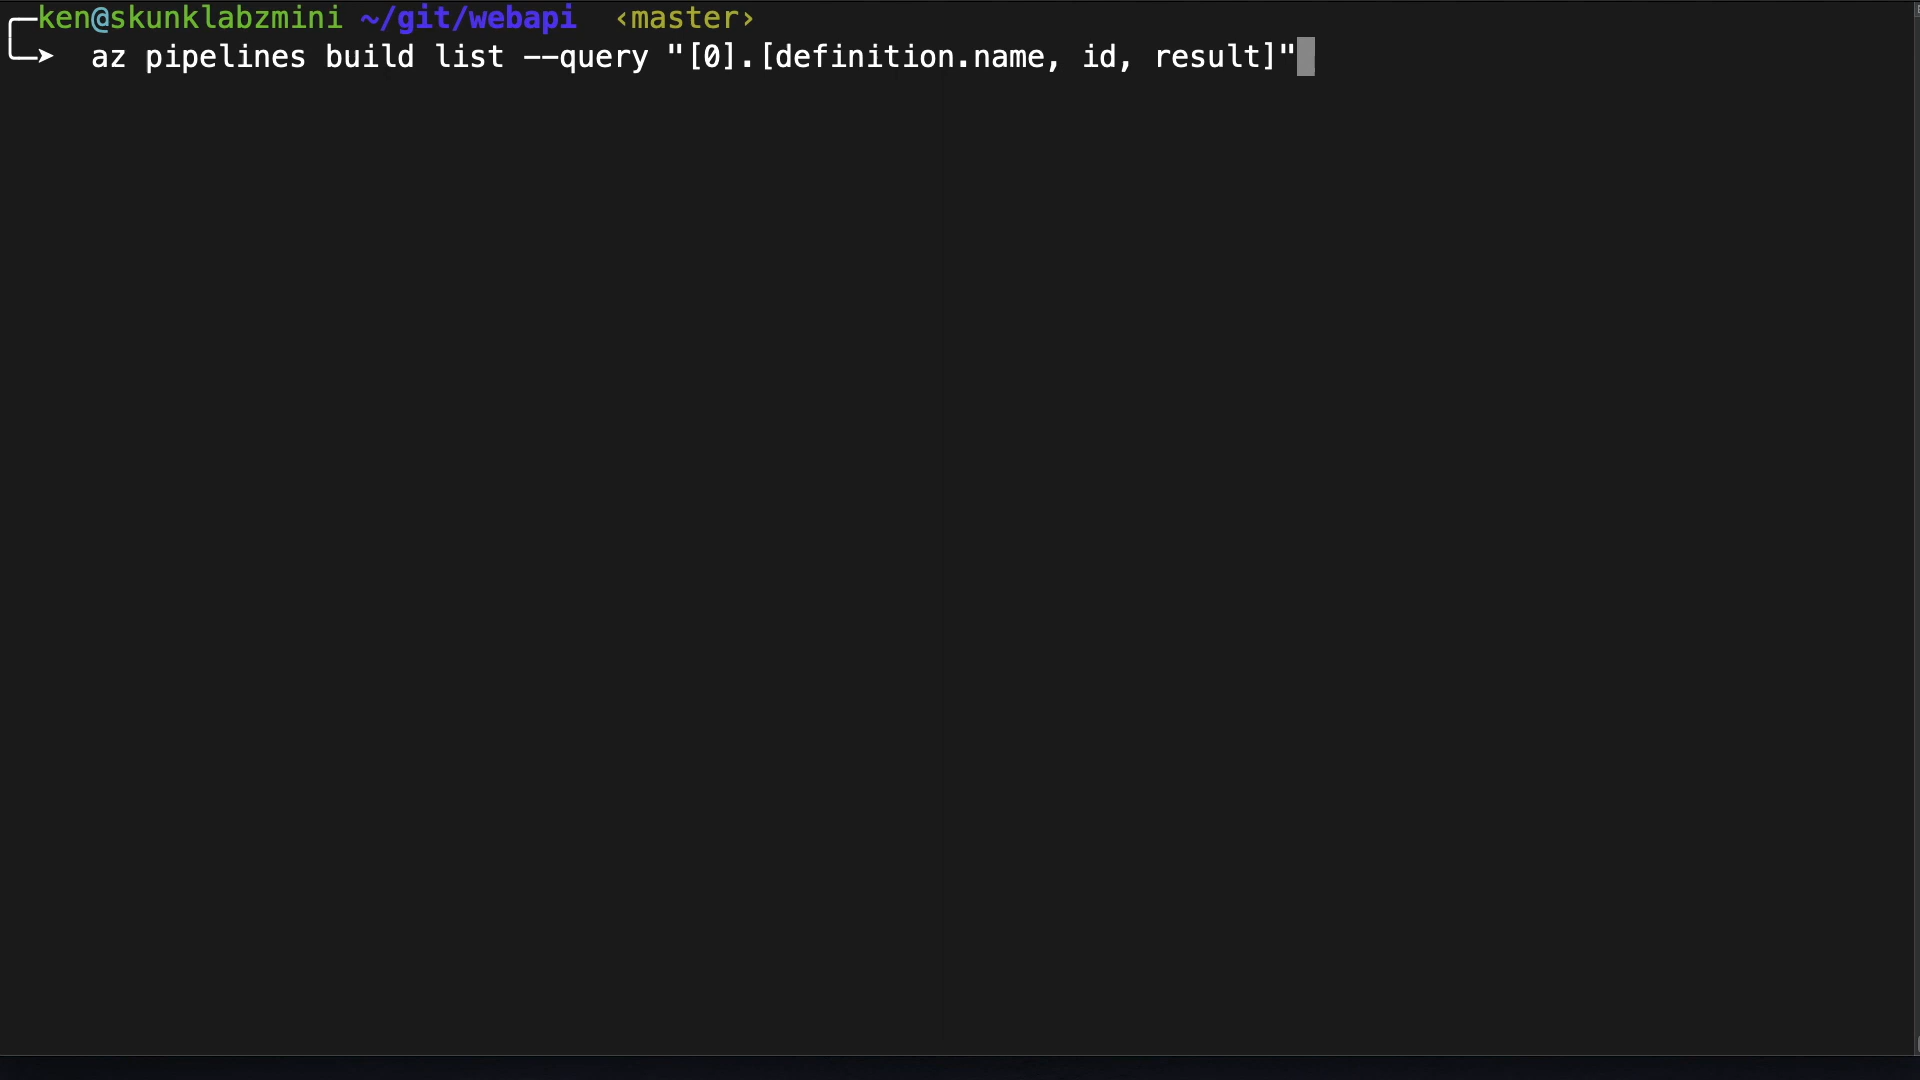 ken@skunklabzmini ~/git/webapi ‹master›
az pipelines build list --query "[0].[definition.name, id, result]"